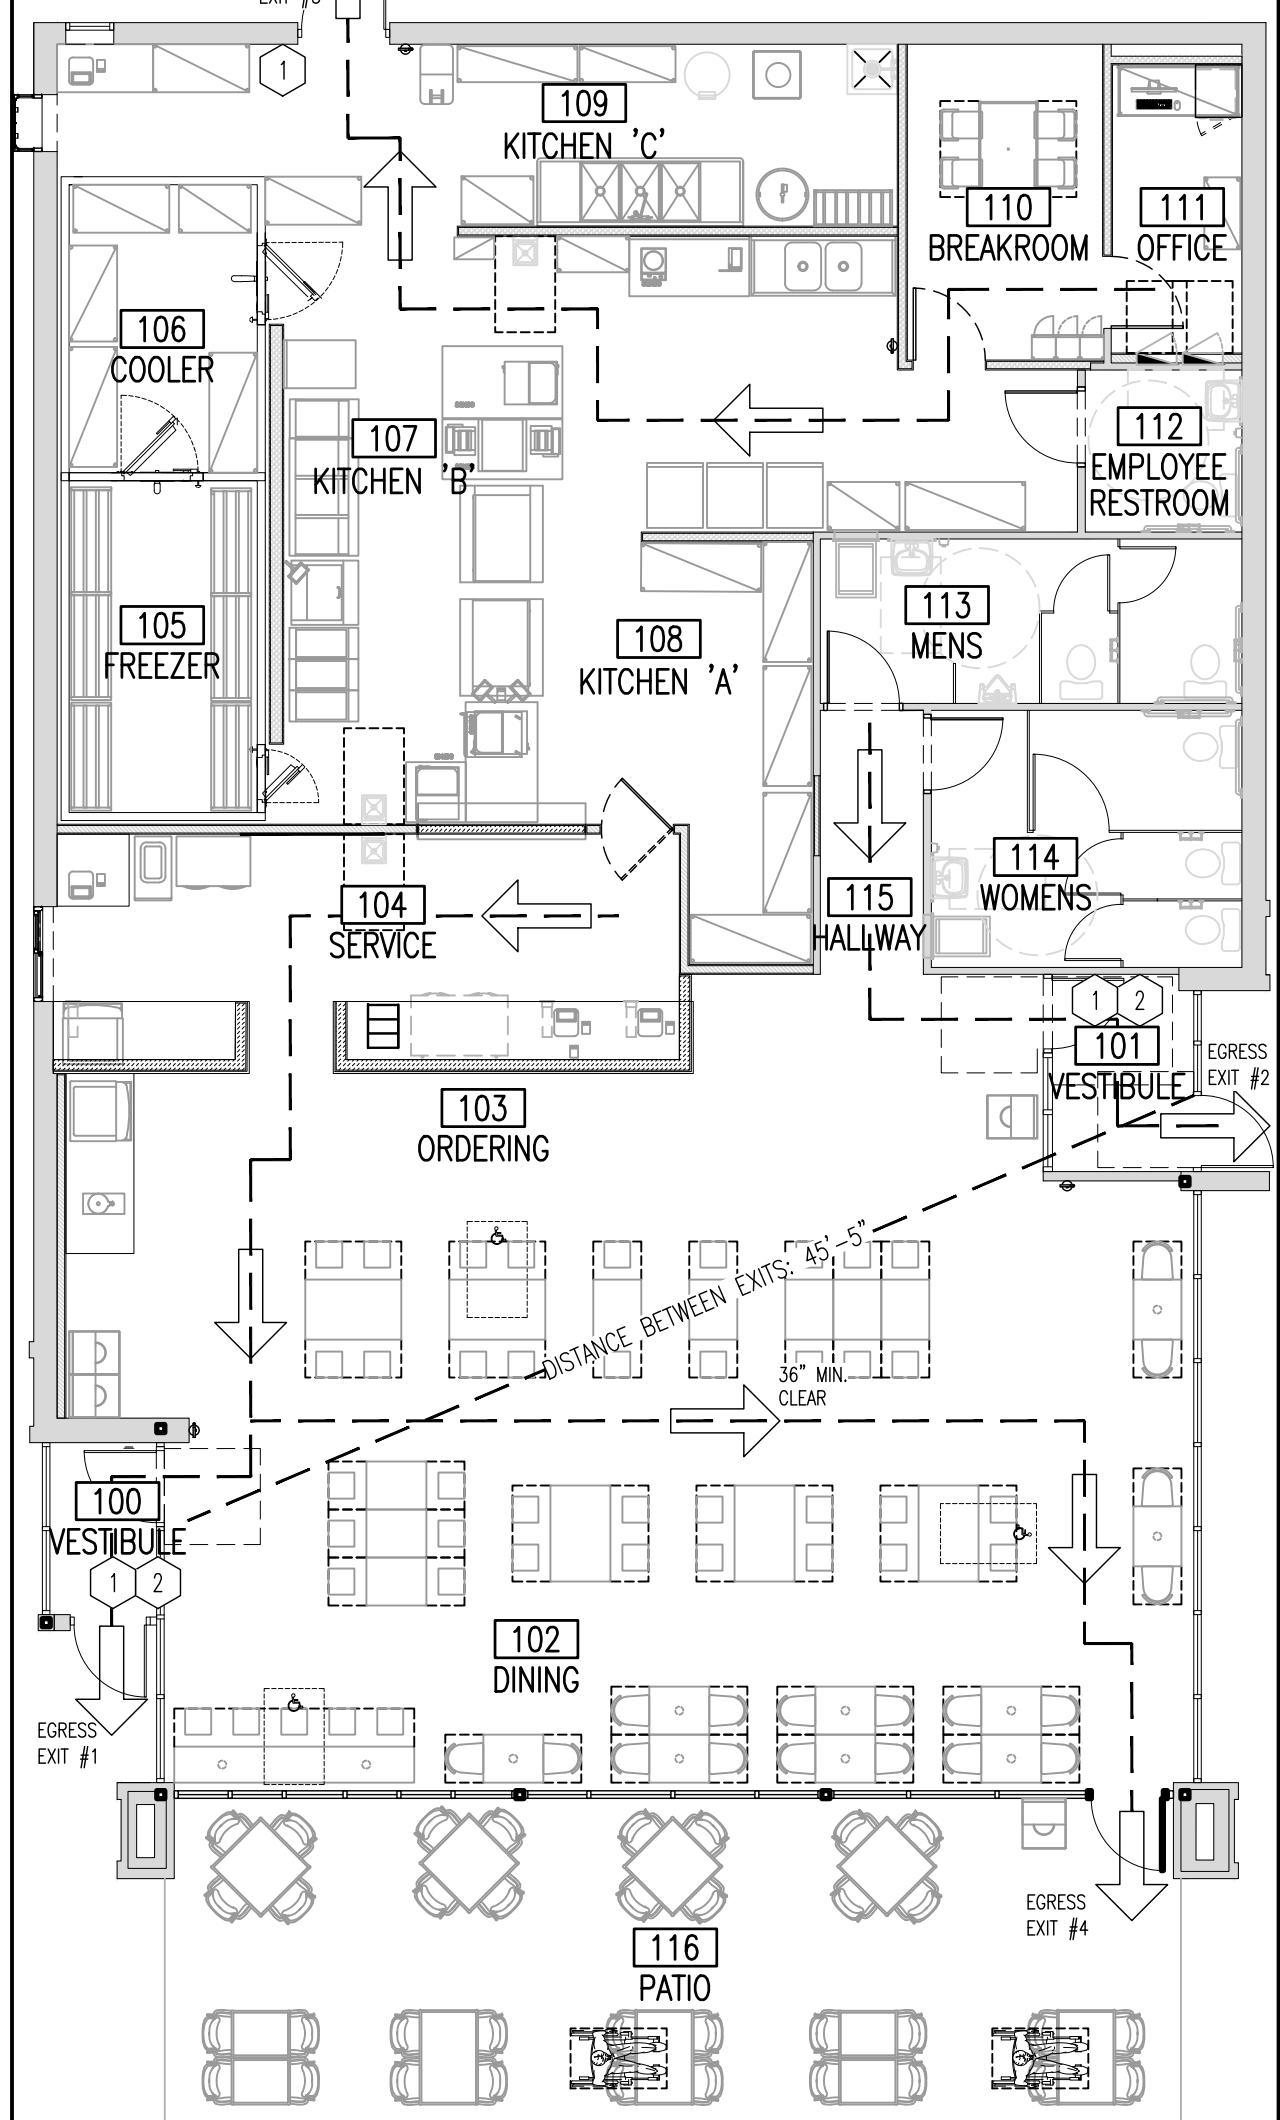 EXIT #3
1
109
KITCHEN 'C'
110
BREAKROOM
111
OFFICE
106
COOLER
107
KITCHEN 'B'
112
EMPLOYEE
RESTROOM
105
FREEZER
108
KITCHEN 'A'
113
MENS
114
WOMENS
104
SERVICE
115
HALLWAY
1
2
101
VESTIBULE
EGRESS
EXIT #2
103
ORDERING
DISTANCE BETWEEN EXITS: 45'-5"
36" MIN.
CLEAR
100
VESTIBULE
1
2
EGRESS
EXIT #1
102
DINING
EGRESS
EXIT #4
116
PATIO